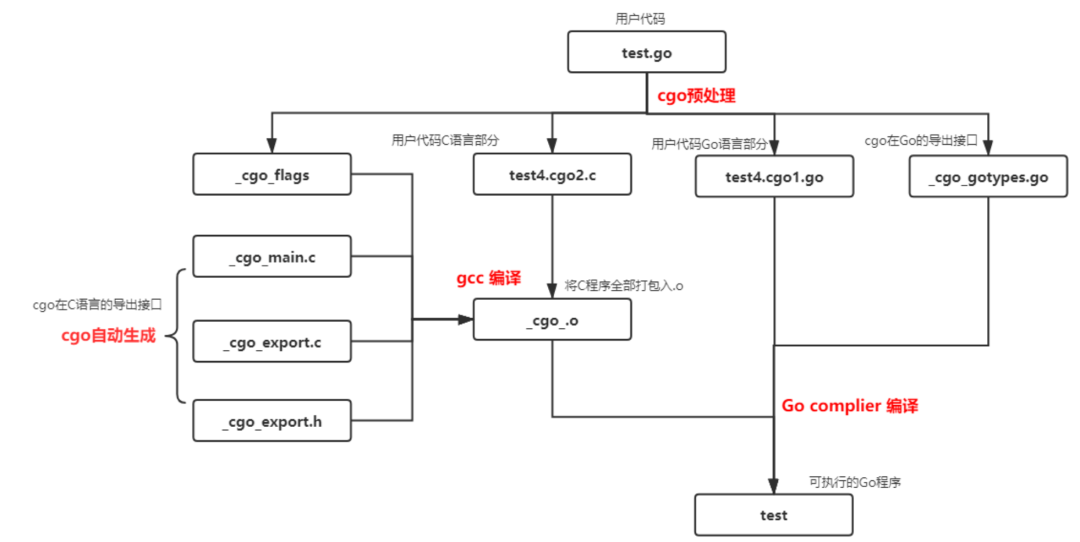 用户代码
test.go
cgo预处理
用户代码C语言部分
用户代码Go语言部分
cgo在Go的导出接口
_cgo_flags
test4.cgo2.c
test4.cgo1.go
_cgo_gotypes.go
_cgo_main.c
gcc 编译
将C程序全部打包入.o
cgo在C语言的导出接口
cgo自动生成
_cgo_.o
_cgo_export.c
_cgo_export.h
Go complier 编译
可执行的Go程序
test